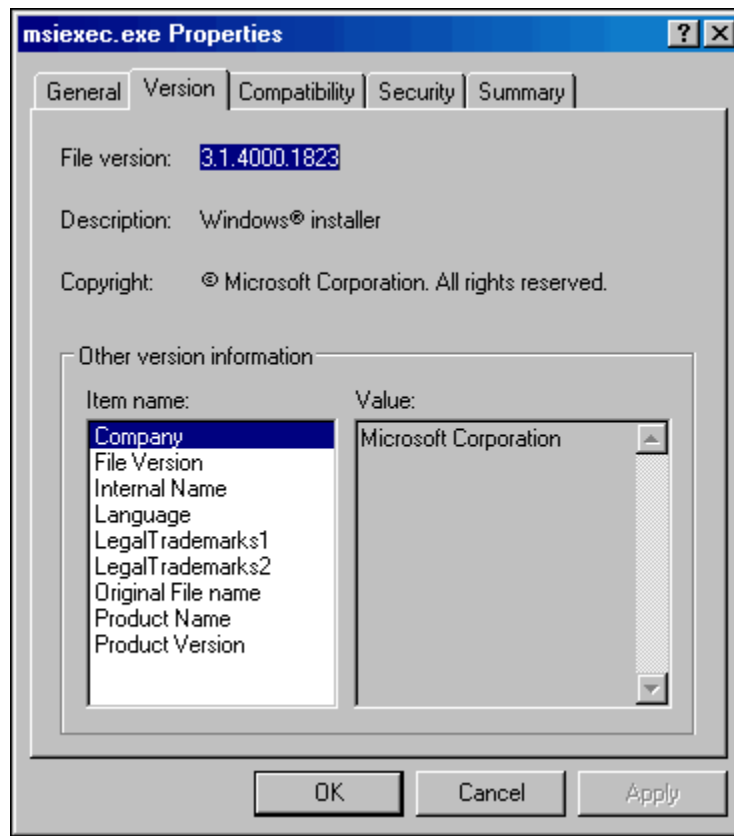 msiexec.exe Properties
General Version Compatibility Security Summary
File version: 3.1.4000.1823
Description: Windows® installer
Copyright: © Microsoft Corporation. All rights reserved.
Other version information
Item name: Value:
Company Microsoft Corporation
File Version
Internal Name
Language
LegalTrademarks1
LegalTrademarks2
Original File name
Product Name
Product Version
OK Cancel Apply